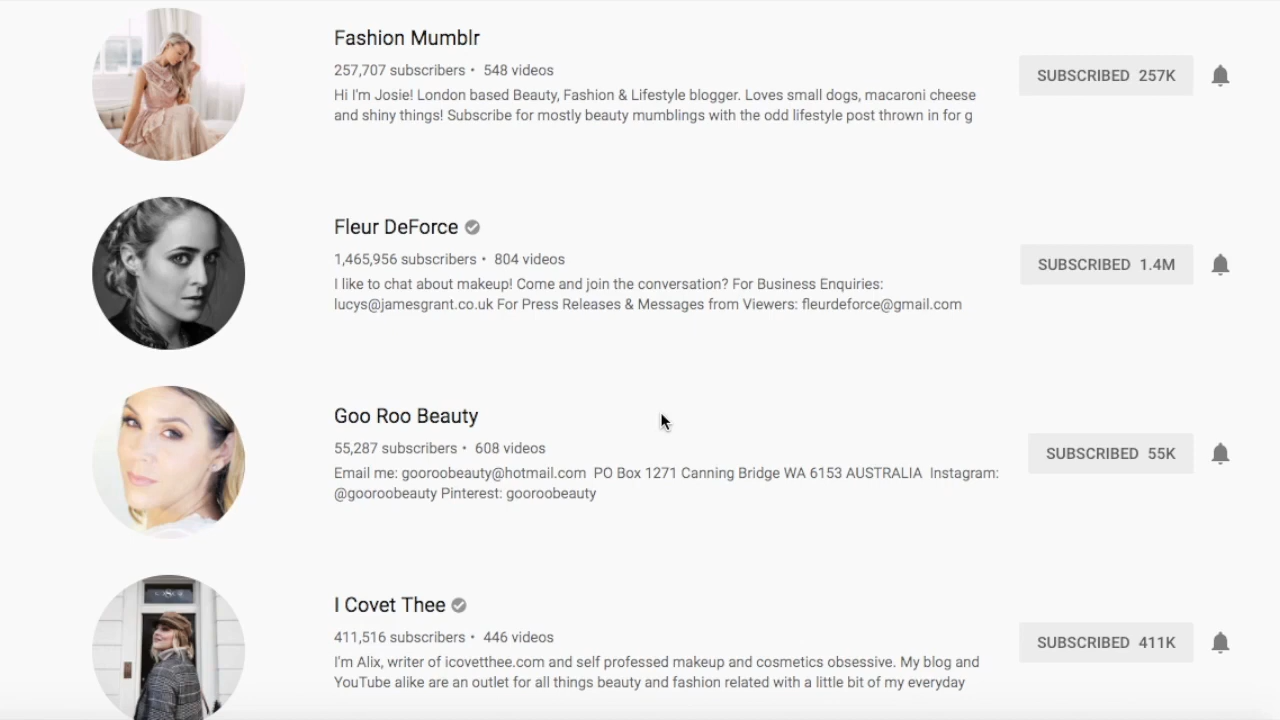 Fashion Mumblr
257,707 subscribers • 548 videos
SUBSCRIBED 257K
Hi I'm Josie! London based Beauty, Fashion & Lifestyle blogger. Loves small dogs, macaroni cheese
and shiny things! Subscribe for mostly beauty mumblings with the odd lifestyle post thrown in for g
Fleur DeForce
1,465,956 subscribers • 804 videos
SUBSCRIBED 1.4M
I like to chat about makeup! Come and join the conversation? For Business Enquiries:
lucys@jamesgrant.co.uk For Press Releases & Messages from Viewers: fleurdeforce@gmail.com
Goo Roo Beauty
55,287 subscribers • 608 videos
SUBSCRIBED 55K
Email me: gooroobeauty@hotmail.com PO Box 1271 Canning Bridge WA 6153 AUSTRALIA Instagram:
@gooroobeauty Pinterest: gooroobeauty
I Covet Thee
411,516 subscribers • 446 videos
SUBSCRIBED 411K
I'm Alix, writer of icovetthee.com and self professed makeup and cosmetics obsessive. My blog and
YouTube alike are an outlet for all things beauty and fashion related with a little bit of my everyday